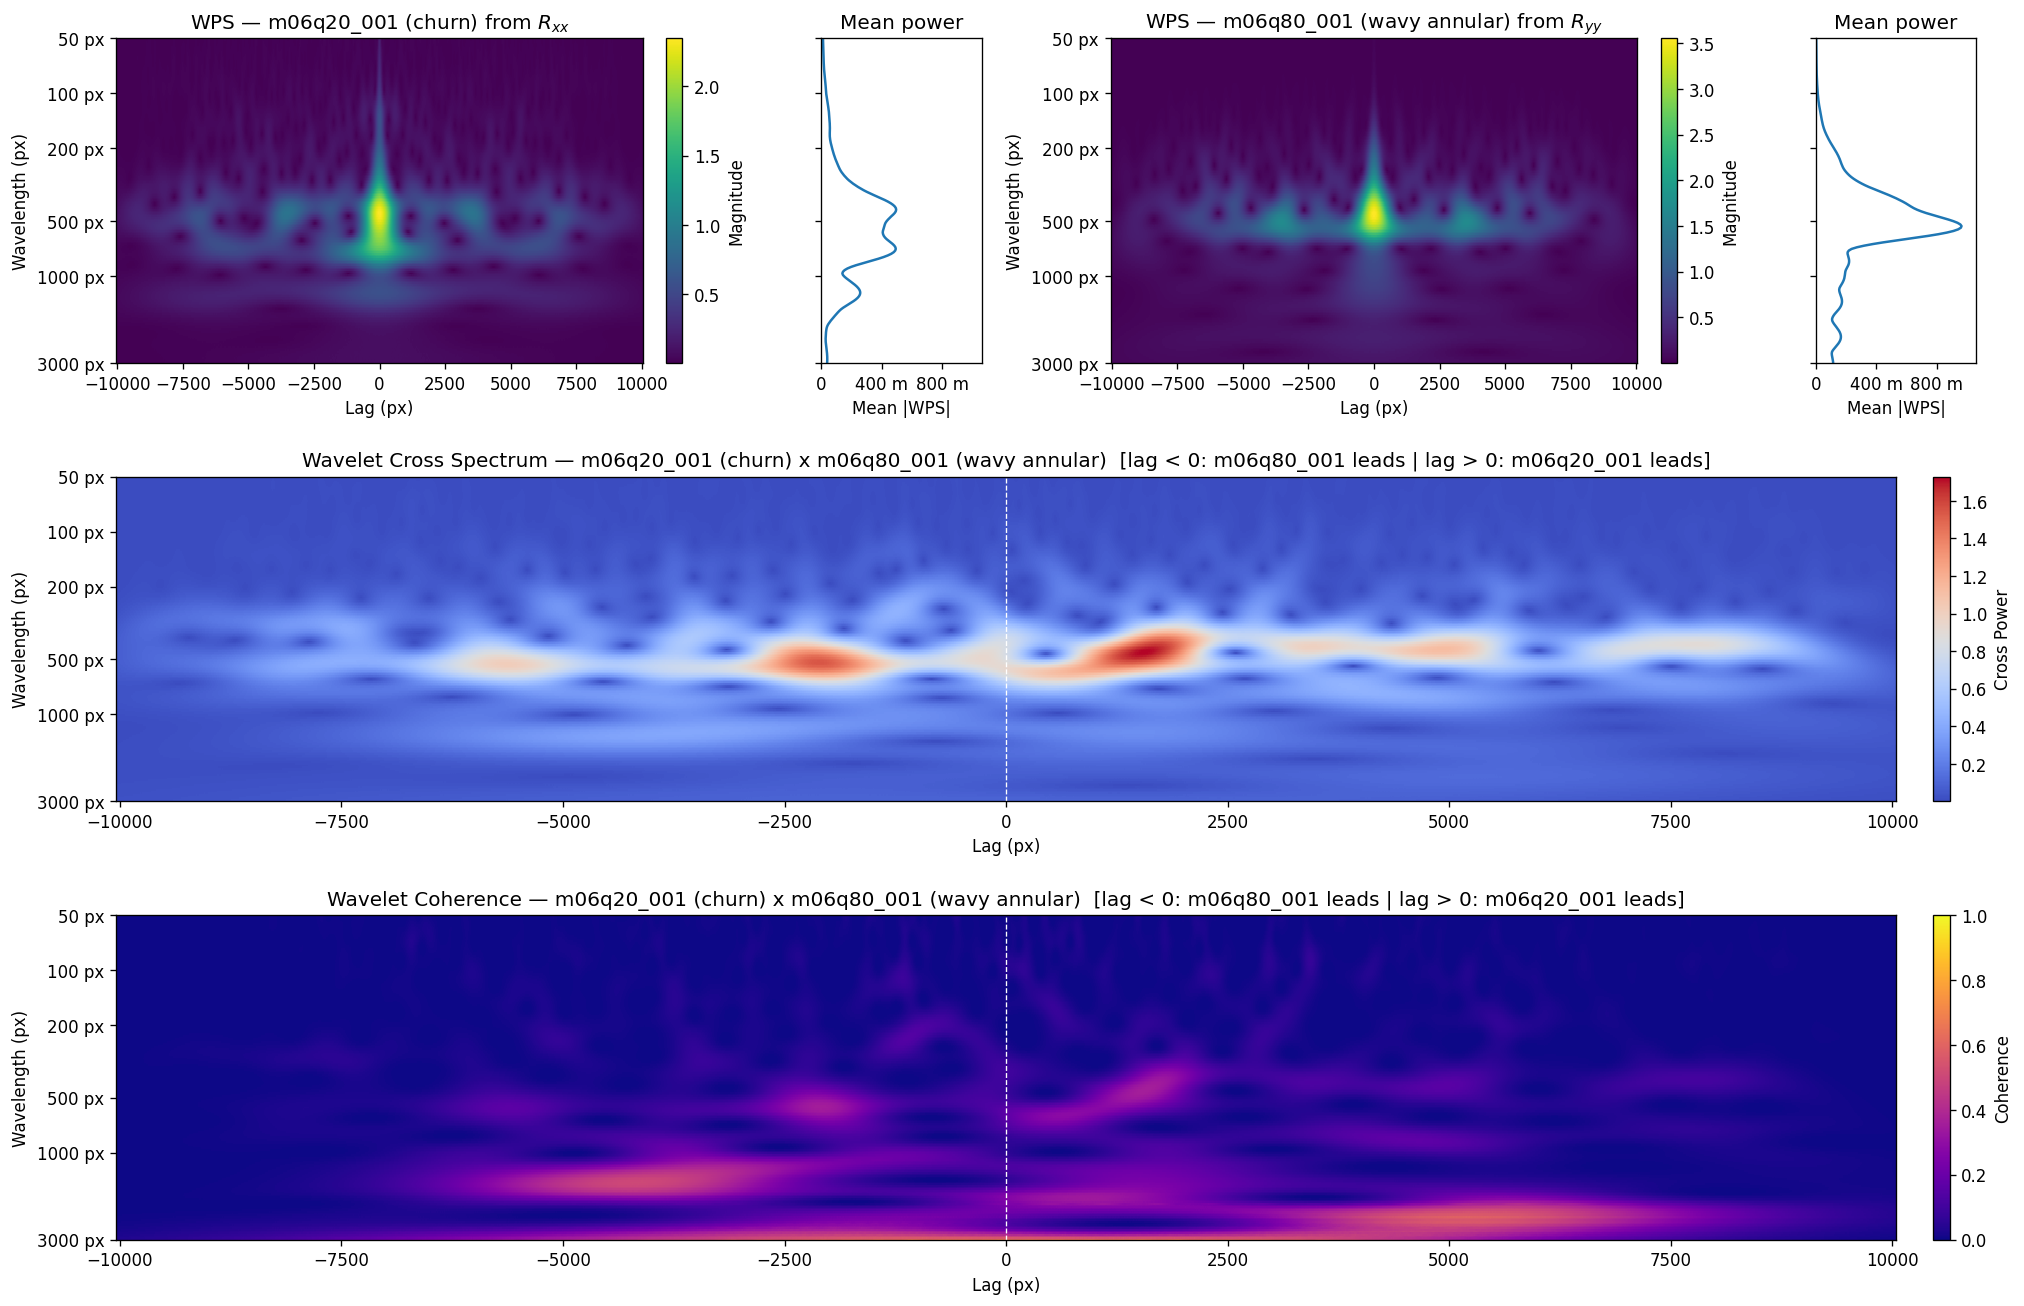 WPS — m06q20_001 (churn) from Rxx
Mean power
WPS — m06q80_001 (wavy annular) from Ryy
Mean power
50 px
100 px
200 px
500 px
1000 px
3000 px
Wavelength (px)
−10000 −7500 −5000 −2500 0 2500 5000 7500 10000
Lag (px)
2.0
1.5
1.0
0.5
Magnitude
0 400 m 800 m
Mean |WPS|
50 px
100 px
200 px
500 px
1000 px
3000 px
Wavelength (px)
−10000 −7500 −5000 −2500 0 2500 5000 7500 10000
Lag (px)
3.5
3.0
2.5
2.0
1.5
1.0
0.5
Magnitude
0 400 m 800 m
Mean |WPS|
Wavelet Cross Spectrum — m06q20_001 (churn) x m06q80_001 (wavy annular) [lag < 0: m06q80_001 leads | lag > 0: m06q20_001 leads]
50 px
100 px
200 px
500 px
1000 px
3000 px
Wavelength (px)
−10000 −7500 −5000 −2500 0 2500 5000 7500 10000
Lag (px)
1.6
1.4
1.2
1.0
0.8
0.6
0.4
0.2
Cross Power
Wavelet Coherence — m06q20_001 (churn) x m06q80_001 (wavy annular) [lag < 0: m06q80_001 leads | lag > 0: m06q20_001 leads]
50 px
100 px
200 px
500 px
1000 px
3000 px
Wavelength (px)
−10000 −7500 −5000 −2500 0 2500 5000 7500 10000
Lag (px)
1.0
0.8
0.6
0.4
0.2
0.0
Coherence